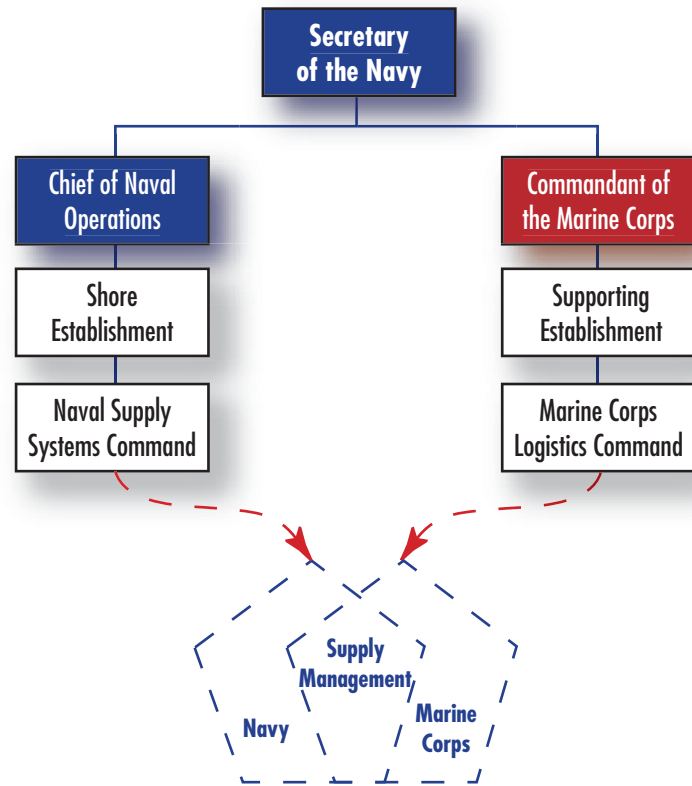 Secretary
of the Navy
Chief of Naval
Operations
Commandant of
the Marine Corps
Shore
Establishment
Supporting
Establishment
Naval Supply
Systems Command
Marine Corps
Logistics Command
Supply
Management
Navy
Marine
Corps